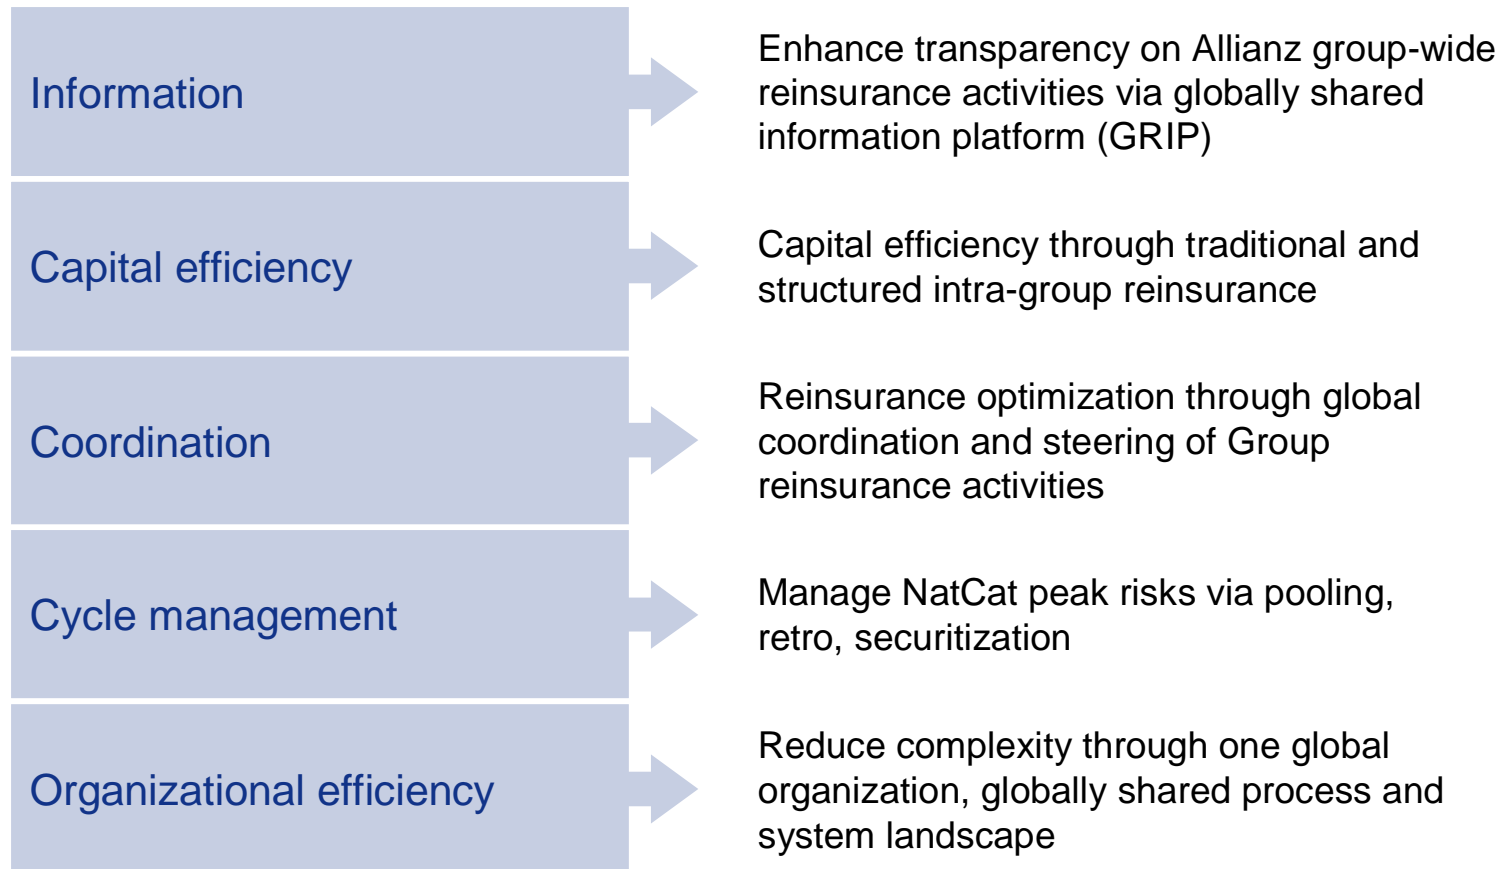 Information
Enhance transparency on Allianz group-wide
reinsurance activities via globally shared
information platform (GRIP)
Capital efficiency
Capital efficiency through traditional and
structured intra-group reinsurance
Coordination
Reinsurance optimization through global
coordination and steering of Group
reinsurance activities
Cycle management
Manage NatCat peak risks via pooling,
retro, securitization
Organizational efficiency
Reduce complexity through one global
organization, globally shared process and
system landscape